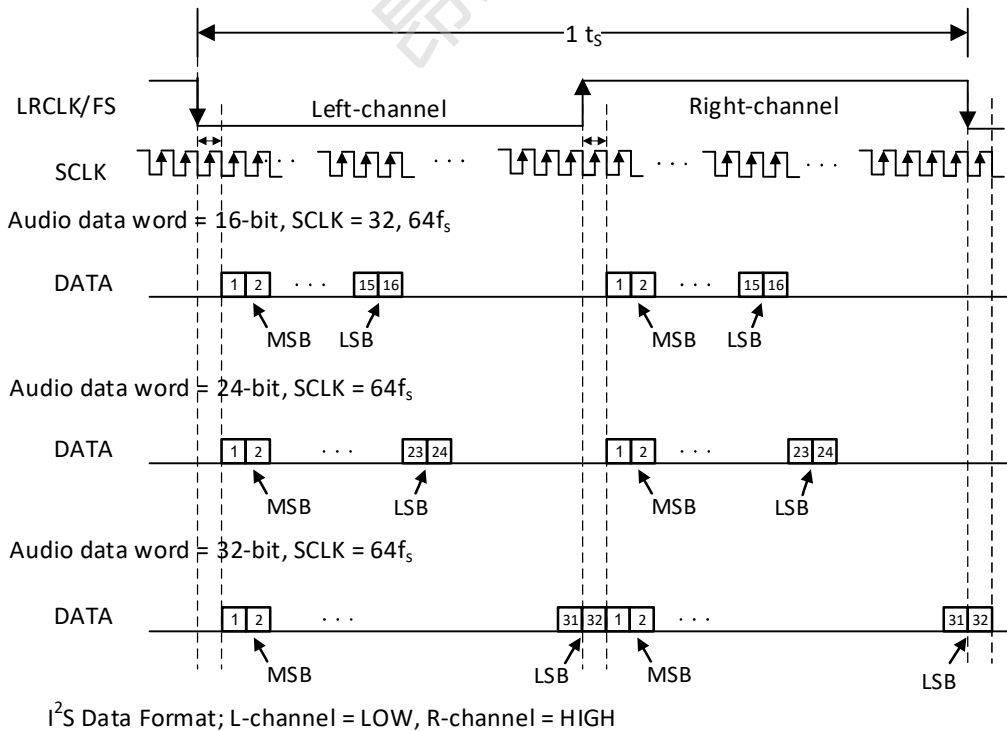 1 tS
LRCLK/FS Left-channel Right-channel
SCLK · · · · · · · · · · · ·
Audio data word = 16-bit, SCLK = 32, 64fs
DATA 1 2 · · · 15 16 1 2 · · · 15 16
MSB LSB MSB LSB
Audio data word = 24-bit, SCLK = 64fs
DATA 1 2 · · · 23 24 1 2 · · · 23 24
MSB LSB MSB LSB
Audio data word = 32-bit, SCLK = 64fs
DATA 1 2 · · · 31 32 1 2 · · · 31 32
MSB LSB MSB LSB
I²S Data Format; L-channel = LOW, R-channel = HIGH